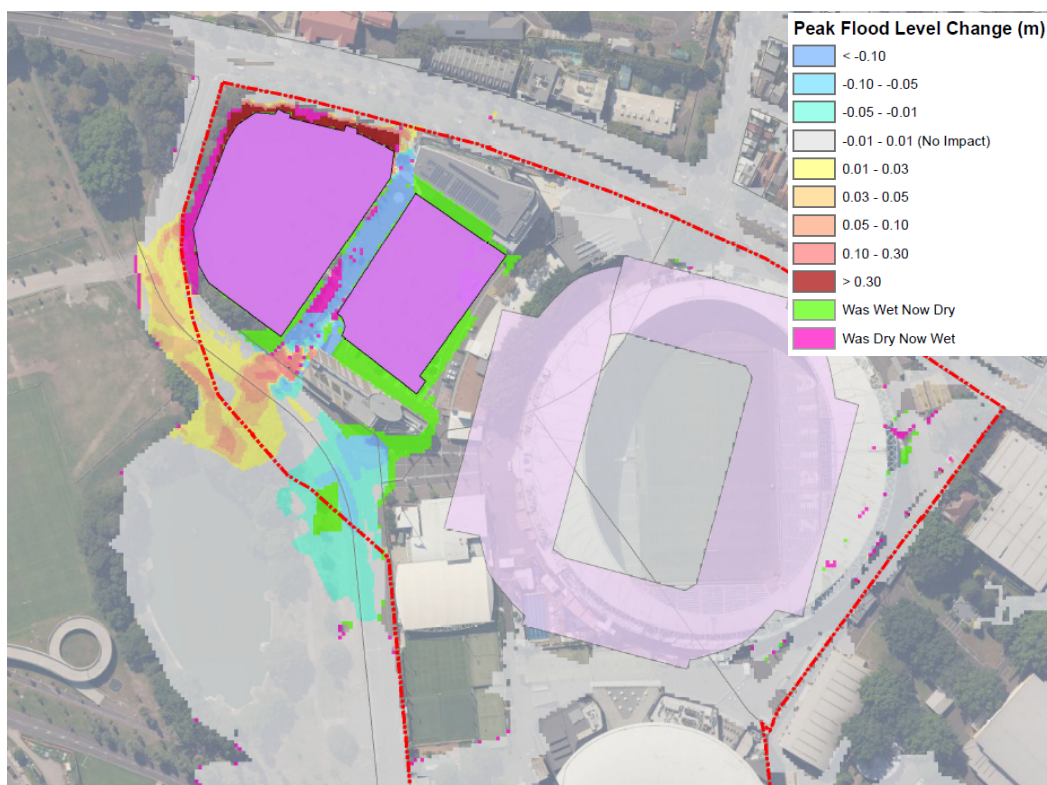 Peak Flood Level Change (m)
< -0.10
-0.10 - -0.05
-0.05 - -0.01
-0.01 - 0.01 (No Impact)
0.01 - 0.03
0.03 - 0.05
0.05 - 0.10
0.10 - 0.30
> 0.30
Was Wet Now Dry
Was Dry Now Wet